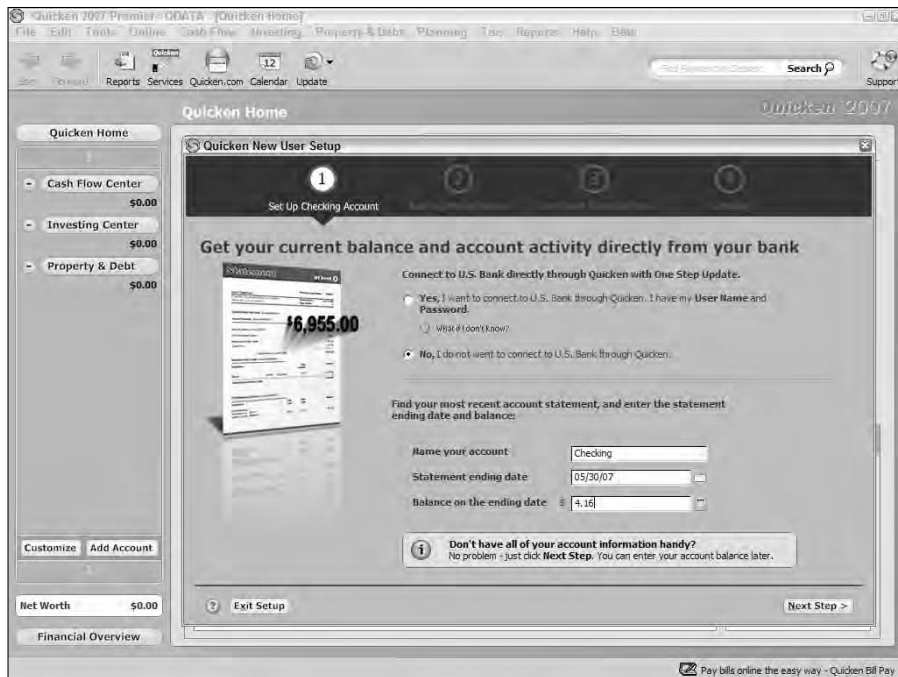 Quicken 2007 Premier - QDATA - [Quicken Home]
File Edit Tools Online Cash Flow Investing Property & Debt Planning Tax Reports Help
Reports Services Quicken.com Calendar Update
Search
Support
Quicken Home
Quicken 2007
Quicken Home
Cash Flow Center
$0.00
Investing Center
$0.00
Property & Debt
$0.00
Customize Add Account
Net Worth $0.00
Financial Overview
Quicken New User Setup
1
2
3
Set Up Checking Account
Get your current balance and account activity directly from your bank
$6,955.00
Connect to U.S. Bank directly through Quicken with One Step Update.
Yes, I want to connect to U.S. Bank through Quicken. I have my User Name and
Password.
What if I don't know?
No, I do not want to connect to U.S. Bank through Quicken.
Find your most recent account statement, and enter the statement
ending date and balance:
Name your account Checking
Statement ending date 05/30/07
Balance on the ending date $ 4.16
Don't have all of your account information handy?
No problem - just click Next Step. You can enter your account balance later.
? Exit Setup
Next Step >
Pay bills online the easy way - Quicken Bill Pay